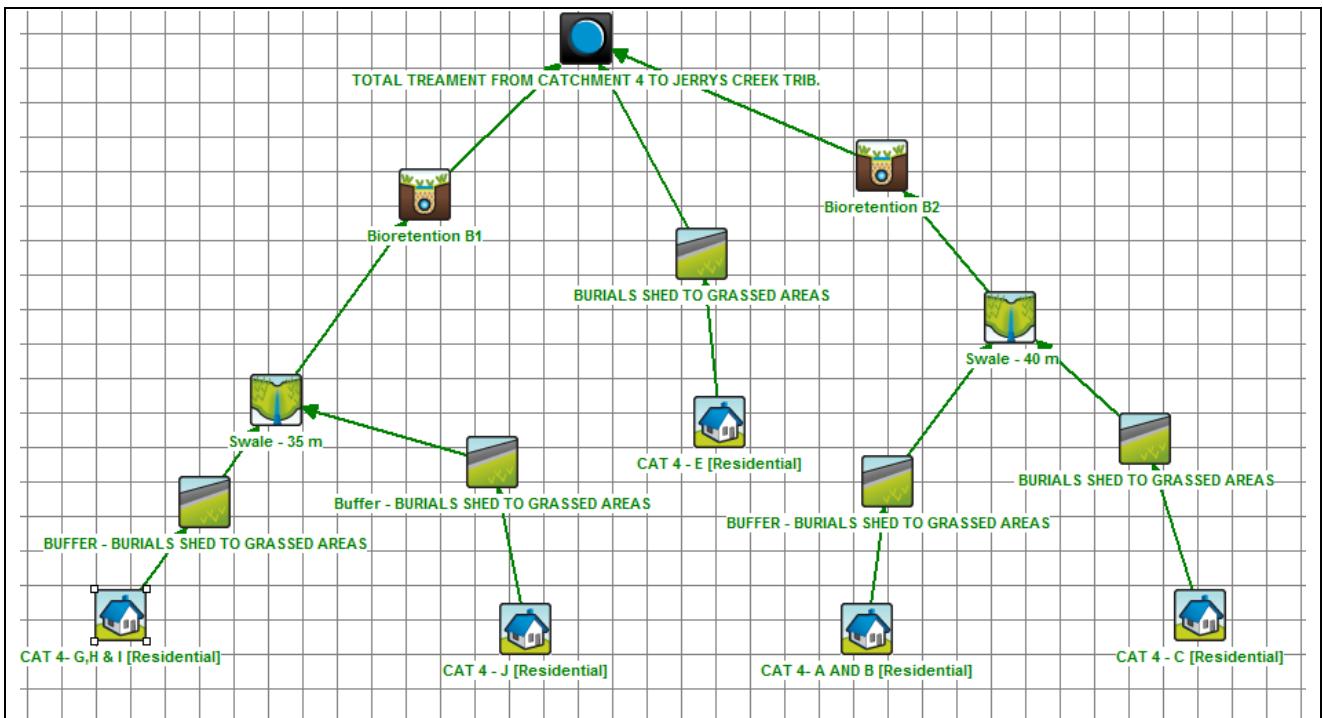 TOTAL TREAMENT FROM CATCHMENT 4 TO JERRYS CREEK TRIB.
Bioretention B2
Bioretention B1
BURIALS SHED TO GRASSED AREAS
Swale - 40 m
Swale - 35 m
CAT 4 - E [Residential]
BURIALS SHED TO GRASSED AREAS
Buffer - BURIALS SHED TO GRASSED AREAS
BUFFER - BURIALS SHED TO GRASSED AREAS
BUFFER - BURIALS SHED TO GRASSED AREAS
CAT 4- G,H & I [Residential]
CAT 4 - J [Residential]
CAT 4- A AND B [Residential]
CAT 4 - C [Residential]